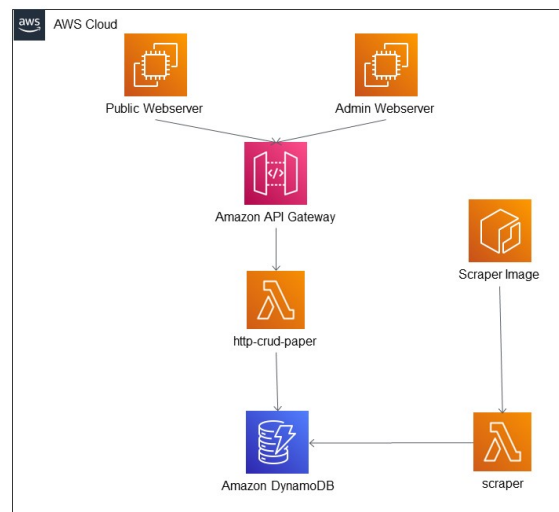 aws
AWS Cloud
Public Webserver
Admin Webserver
</>
Amazon API Gateway
Scraper Image
http-crud-paper
Amazon DynamoDB
scraper